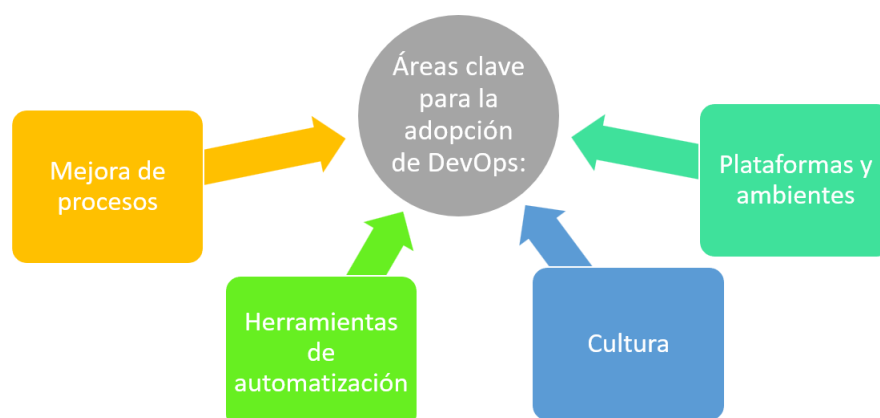 Áreas clave
para la
adopción
de DevOps:
Mejora de
procesos
Herramientas
de
automatización
Cultura
Plataformas y
ambientes